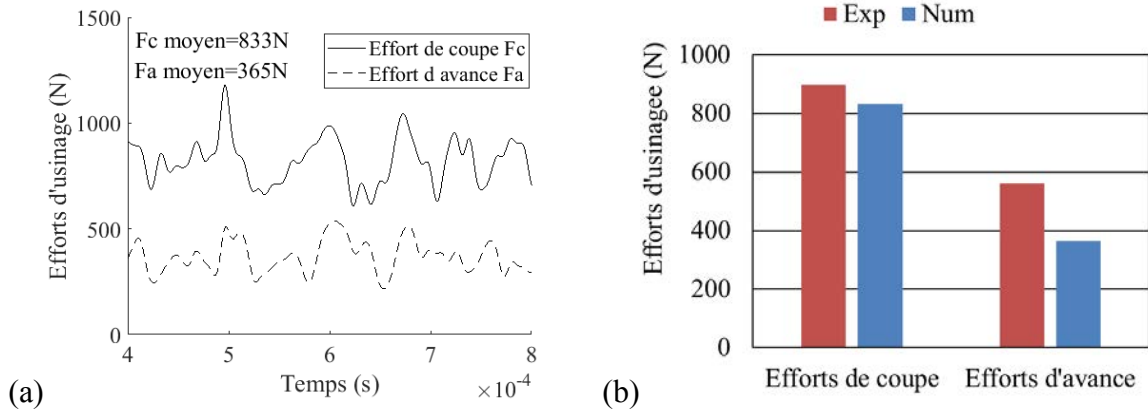 1500
1000
500
0
Efforts d'usinage (N)
Fc moyen=833N
Fa moyen=365N
Effort de coupe Fc
Effort d avance Fa
4 5 6 7 8
Temps (s)
×10⁻⁴
(a)
Exp Num
1000
800
600
400
200
0
Efforts d'usinagee (N)
Efforts de coupe Efforts d'avance
(b)